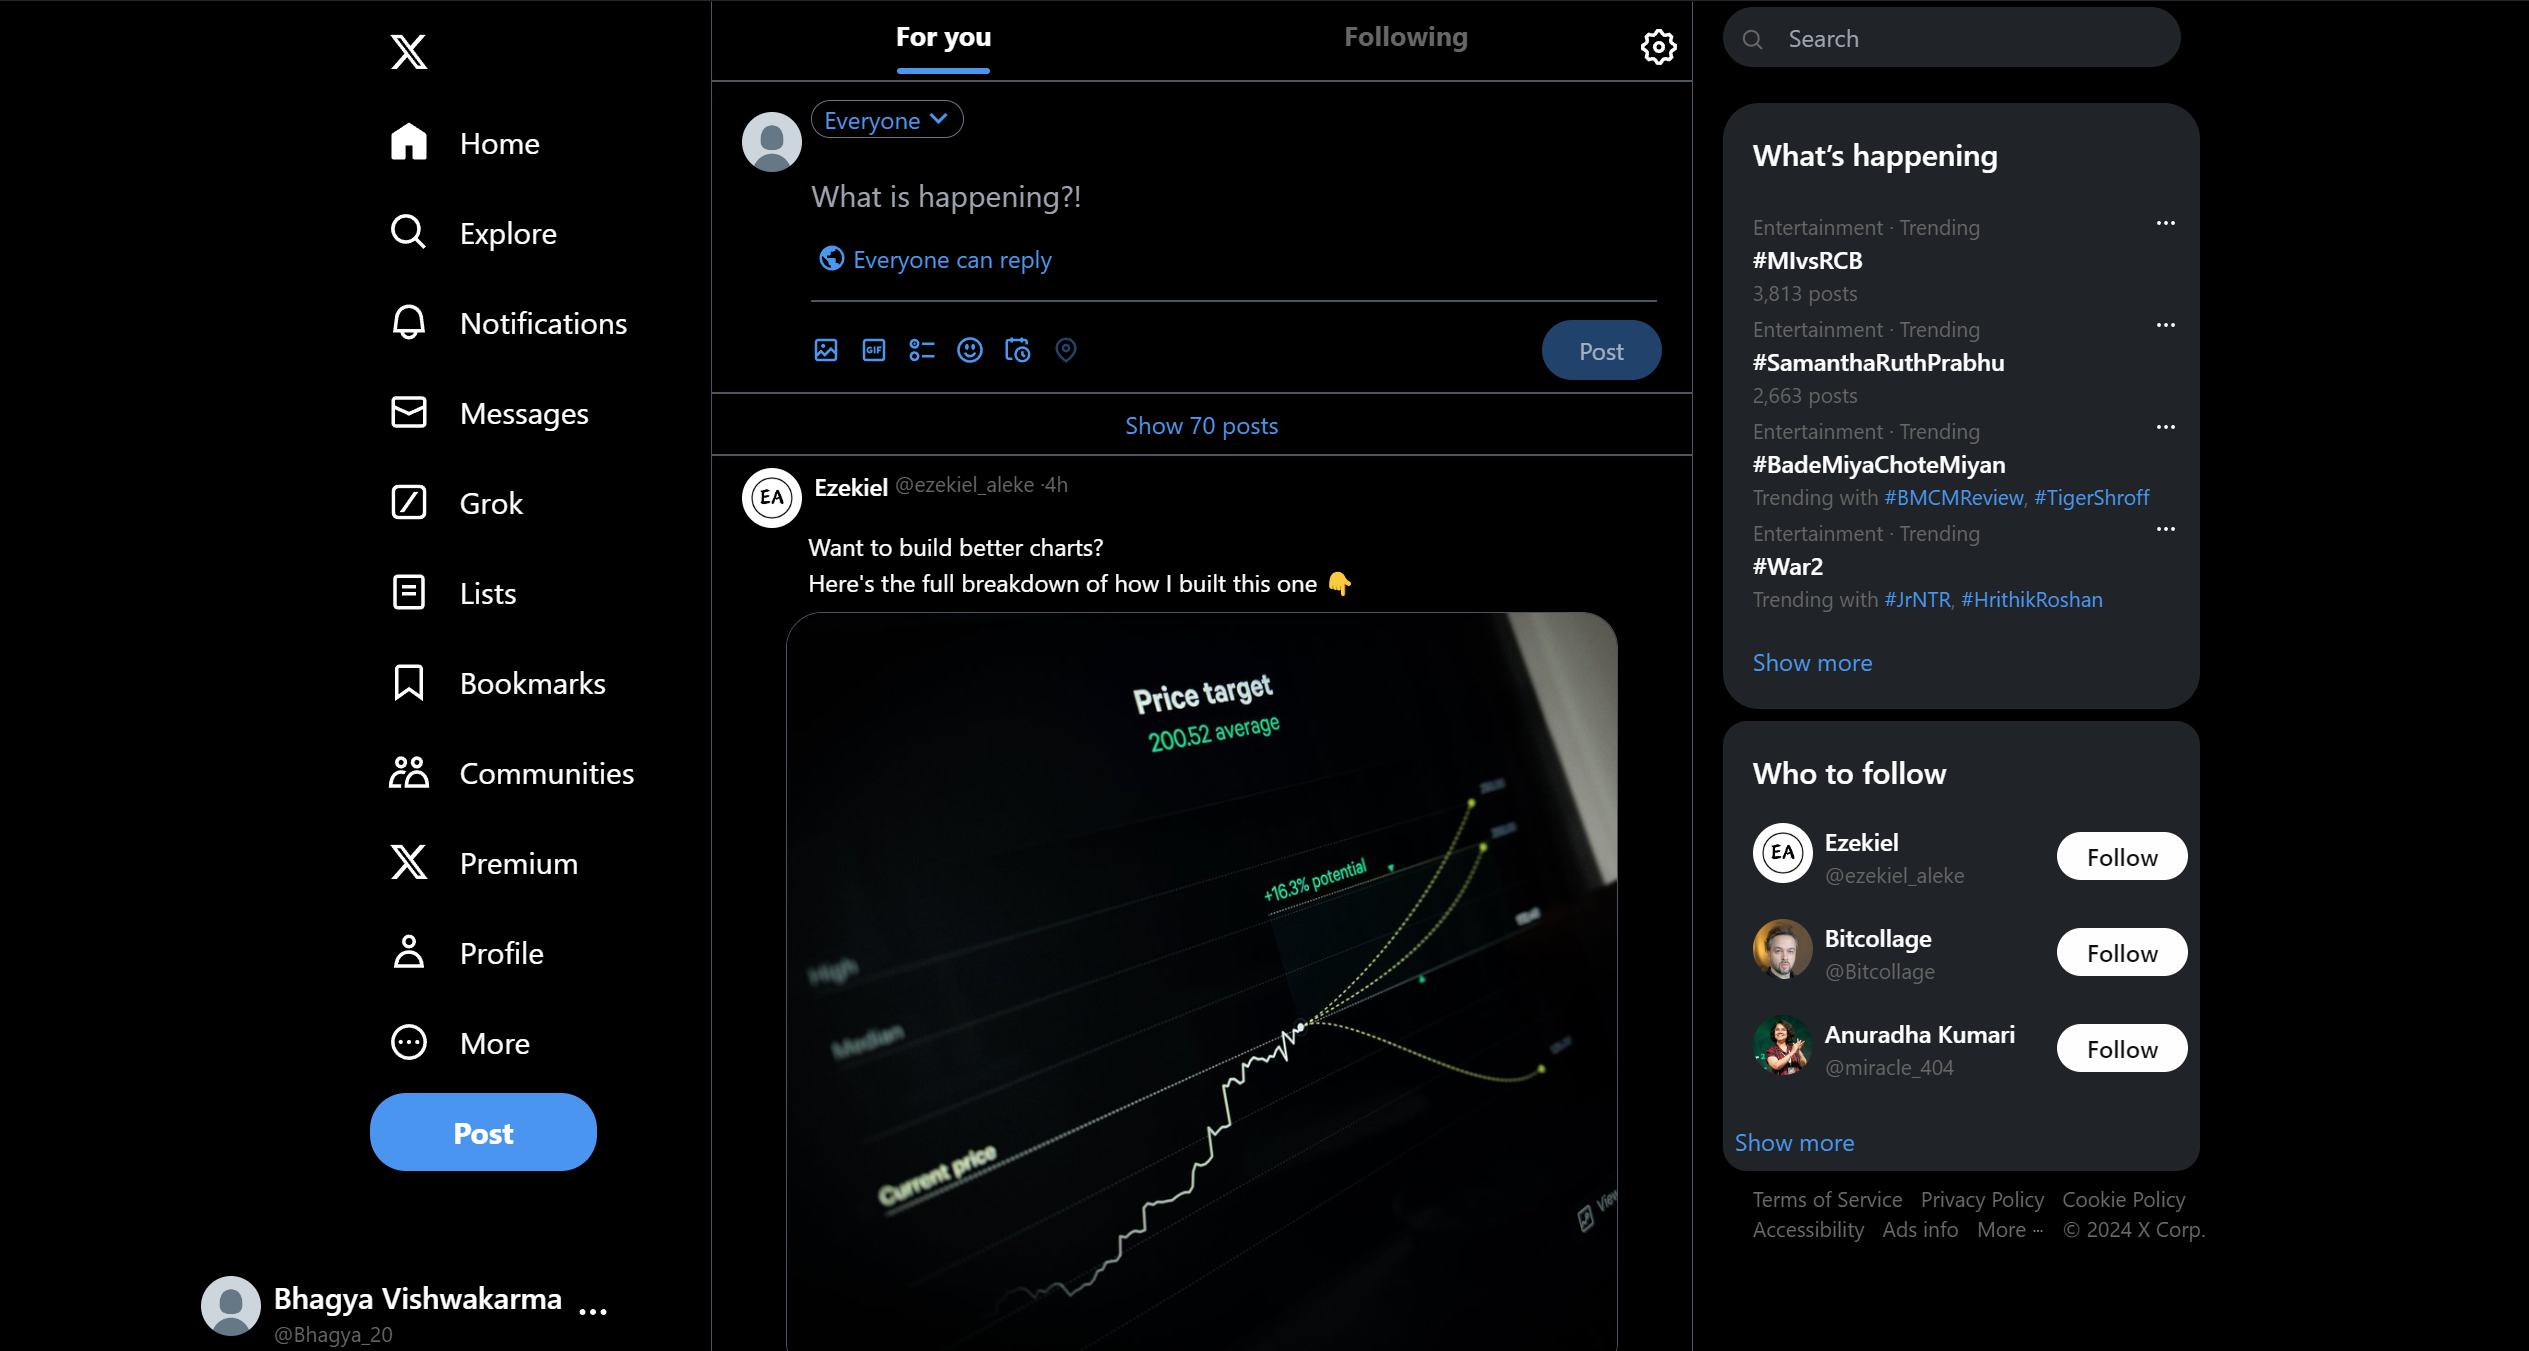 Home
Explore
Notifications
Messages
Grok
Lists
Bookmarks
Communities
Premium
Profile
More
Post
Bhagya Vishwakarma ...
@Bhagya_20
For you
Following
Everyone
What is happening?!
Everyone can reply
GIF
Post
Show 70 posts
EA
Ezekiel @ezekiel_aleke ·4h
Want to build better charts?
Here's the full breakdown of how I built this one 👇
Price target
200.52 average
+16.3% potential
High
Median
Current price
Search
What's happening
Entertainment · Trending
#MIvsRCB
3,813 posts
Entertainment · Trending
#SamanthaRuthPrabhu
2,663 posts
Entertainment · Trending
#BadeMiyaChoteMiyan
Trending with #BMCMReview, #TigerShroff
Entertainment · Trending
#War2
Trending with #JrNTR, #HrithikRoshan
Show more
Who to follow
EA
Ezekiel
@ezekiel_aleke
Follow
Bitcollage
@Bitcollage
Follow
Anuradha Kumari
@miracle_404
Follow
Show more
Terms of Service Privacy Policy Cookie Policy
Accessibility Ads info More ··· © 2024 X Corp.